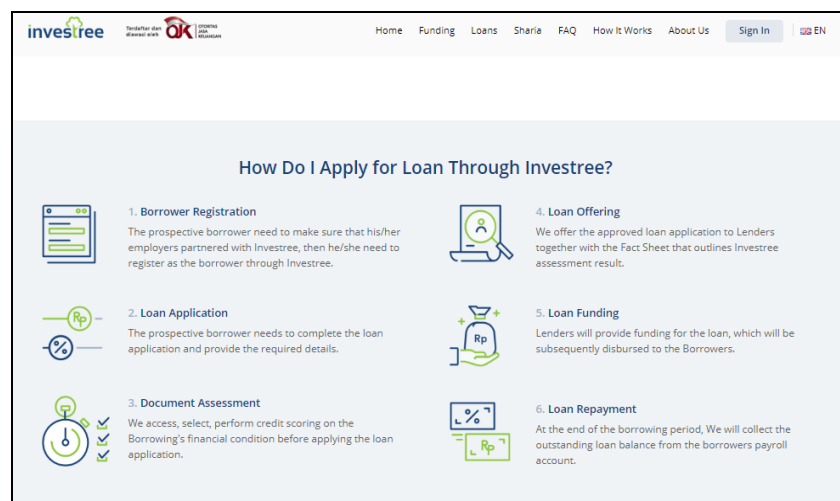 investree
Terdaftar dan
diawasi oleh
OJK
OTORITAS
JASA
KEUANGAN
Home Funding Loans Sharia FAQ How It Works About Us Sign In EN
How Do I Apply for Loan Through Investree?
1. Borrower Registration
The prospective borrower need to make sure that his/her
employers partnered with Investree, then he/she need to
register as the borrower through Investree.
Rp
%
2. Loan Application
The prospective borrower needs to complete the loan
application and provide the required details.
3. Document Assessment
We access, select, perform credit scoring on the
Borrowing's financial condition before applying the loan
application.
4. Loan Offering
We offer the approved loan application to Lenders
together with the Fact Sheet that outlines Investree
assessment result.
Rp
5. Loan Funding
Lenders will provide funding for the loan, which will be
subsequently disbursed to the Borrowers.
%
Rp
6. Loan Repayment
At the end of the borrowing period, We will collect the
outstanding loan balance from the borrowers payroll
account.